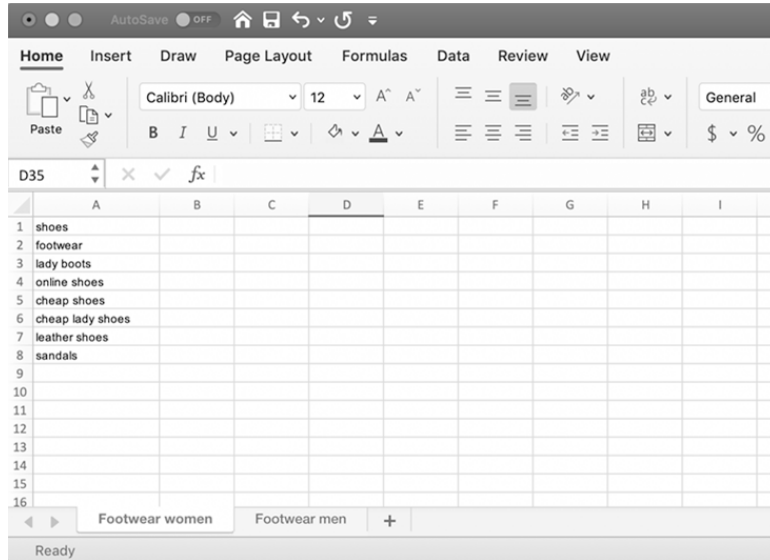 AutoSave OFF
Home Insert Draw Page Layout Formulas Data Review View
Calibri (Body) 12 A^ A˅ ab General
Paste B I U A $ %
D35 fx
A B C D E F G H I
1 shoes
2 footwear
3 lady boots
4 online shoes
5 cheap shoes
6 cheap lady shoes
7 leather shoes
8 sandals
9
10
11
12
13
14
15
16
Footwear women Footwear men +
Ready